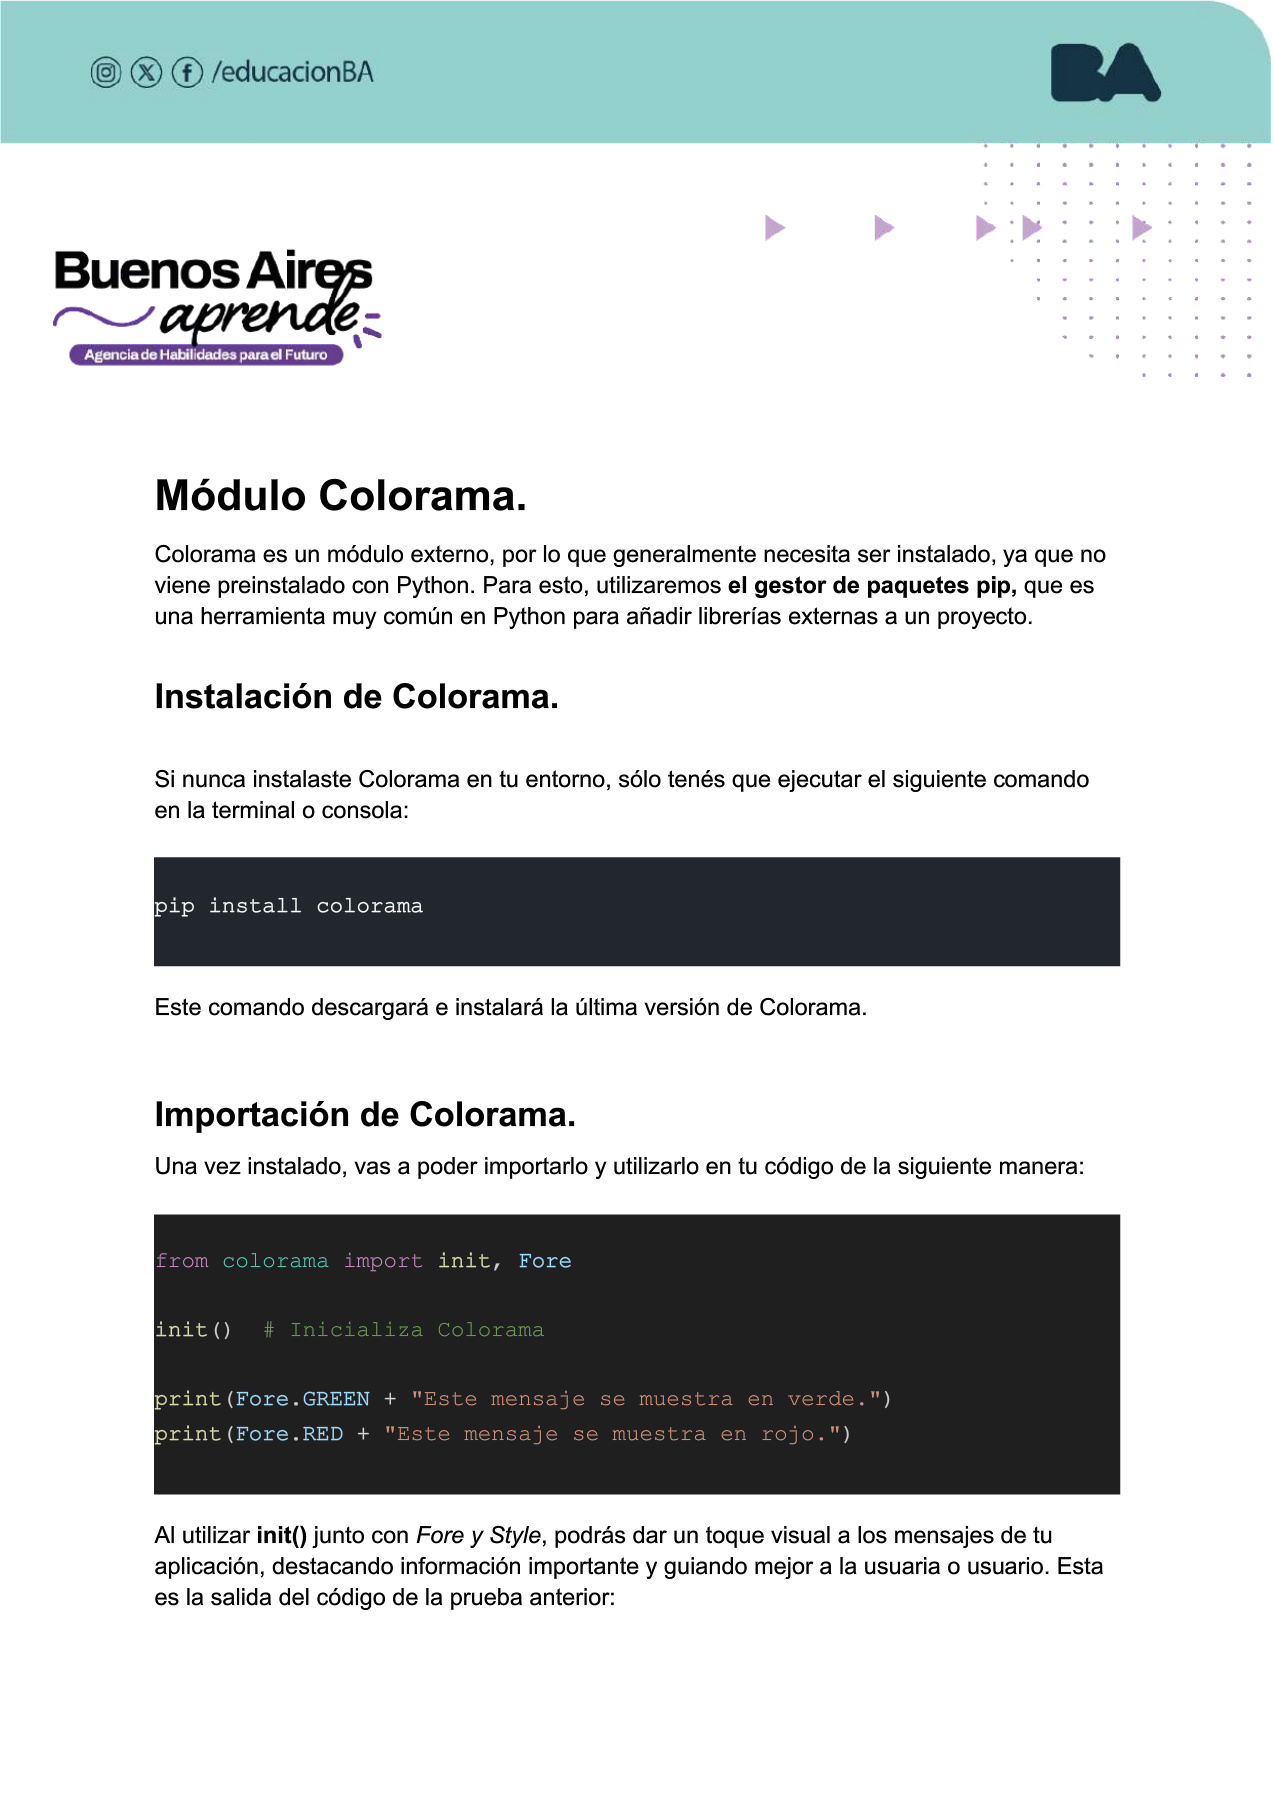 /educacionBA
BA
Buenos Aires
aprende
Agencia de Habilidades para el Futuro
Módulo Colorama.
Colorama es un módulo externo, por lo que generalmente necesita ser instalado, ya que no
viene preinstalado con Python. Para esto, utilizaremos el gestor de paquetes pip, que es
una herramienta muy común en Python para añadir librerías externas a un proyecto.
Instalación de Colorama.
Si nunca instalaste Colorama en tu entorno, sólo tenés que ejecutar el siguiente comando
en la terminal o consola:
pip install colorama
Este comando descargará e instalará la última versión de Colorama.
Importación de Colorama.
Una vez instalado, vas a poder importarlo y utilizarlo en tu código de la siguiente manera:
from colorama import init, Fore
init()  # Inicializa Colorama
print(Fore.GREEN + "Este mensaje se muestra en verde.")
print(Fore.RED + "Este mensaje se muestra en rojo.")
Al utilizar init() junto con Fore y Style, podrás dar un toque visual a los mensajes de tu
aplicación, destacando información importante y guiando mejor a la usuaria o usuario. Esta
es la salida del código de la prueba anterior: